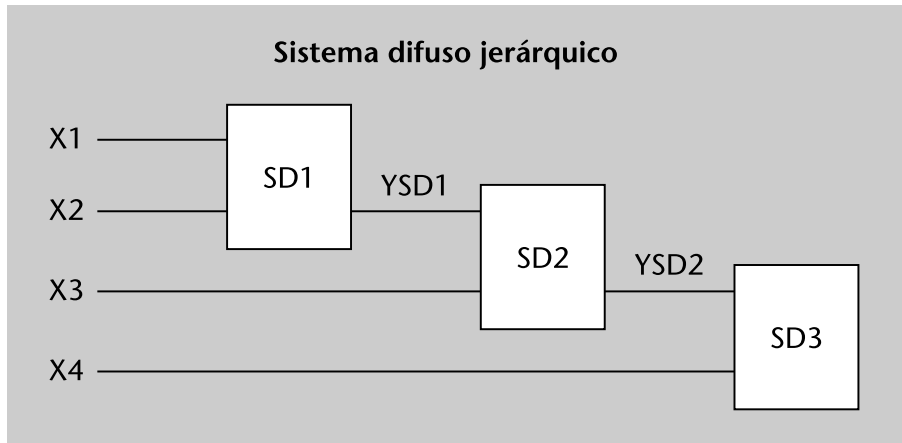 Sistema difuso jerárquico
X1
SD1
YSD1
X2
SD2
YSD2
X3
SD3
X4